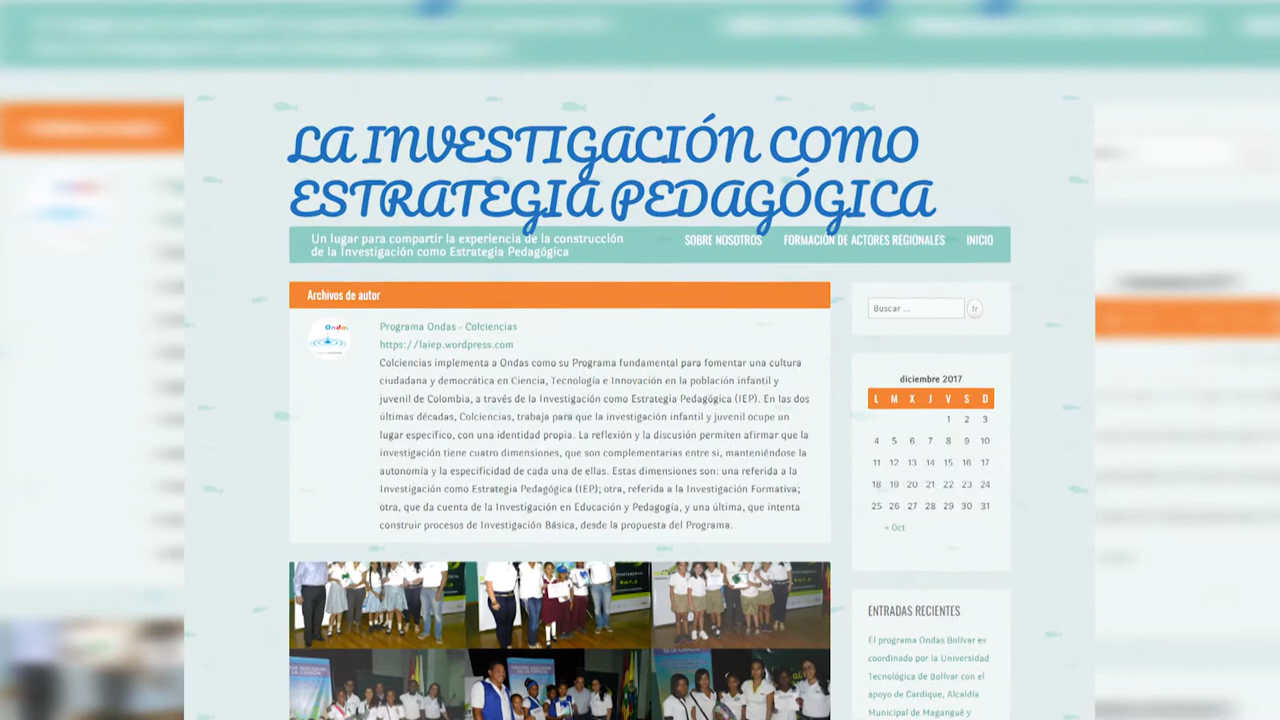 LA INVESTIGACIÓN COMO
ESTRATEGIA PEDAGÓGICA
Un lugar para compartir la experiencia de la construcción
de la Investigación como Estrategia Pedagógica
SOBRE NOSOTROS
FORMACIÓN DE ACTORES REGIONALES
INICIO
Archivos de autor
Ondas
Programa Ondas - Colciencias
https://laiep.wordpress.com
Colciencias implementa a Ondas como su Programa fundamental para fomentar una cultura
ciudadana y democrática en Ciencia, Tecnología e Innovación en la población infantil y
juvenil de Colombia, a través de la Investigación como Estrategia Pedagógica (IEP). En las dos
últimas décadas, Colciencias, trabaja para que la investigación infantil y juvenil ocupe un
lugar específico, con una identidad propia. La reflexión y la discusión permiten afirmar que la
investigación tiene cuatro dimensiones, que son complementarias entre si, manteniéndose la
autonomía y la especificidad de cada una de ellas. Estas dimensiones son: una referida a la
Investigación como Estrategia Pedagógica (IEP); otra, referida a la Investigación Formativa;
otra, que da cuenta de la Investigación en Educación y Pedagogía, y una última, que intenta
construir procesos de Investigación Básica, desde la propuesta del Programa.
Buscar ...
Ir
diciembre 2017
L M X J V S D
1 2 3
4 5 6 7 8 9 10
11 12 13 14 15 16 17
18 19 20 21 22 23 24
25 26 27 28 29 30 31
« Oct
ENTRADAS RECIENTES
El programa Ondas Bolívar es
coordinado por la Universidad
Tecnológica de Bolívar con el
apoyo de Cardique, Alcaldía
Municipal de Magangué y